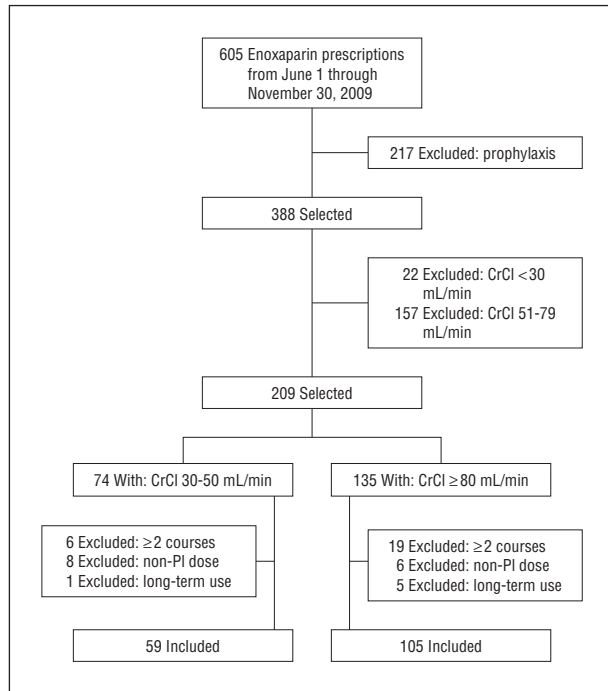 605 Enoxaparin prescriptions
from June 1 through
November 30, 2009
217 Excluded: prophylaxis
388 Selected
22 Excluded: CrCl <30
mL/min
157 Excluded: CrCl 51-79
mL/min
209 Selected
74 With: CrCl 30-50 mL/min
135 With: CrCl ≥80 mL/min
6 Excluded: ≥2 courses
8 Excluded: non-PI dose
1 Excluded: long-term use
19 Excluded: ≥2 courses
6 Excluded: non-PI dose
5 Excluded: long-term use
59 Included
105 Included